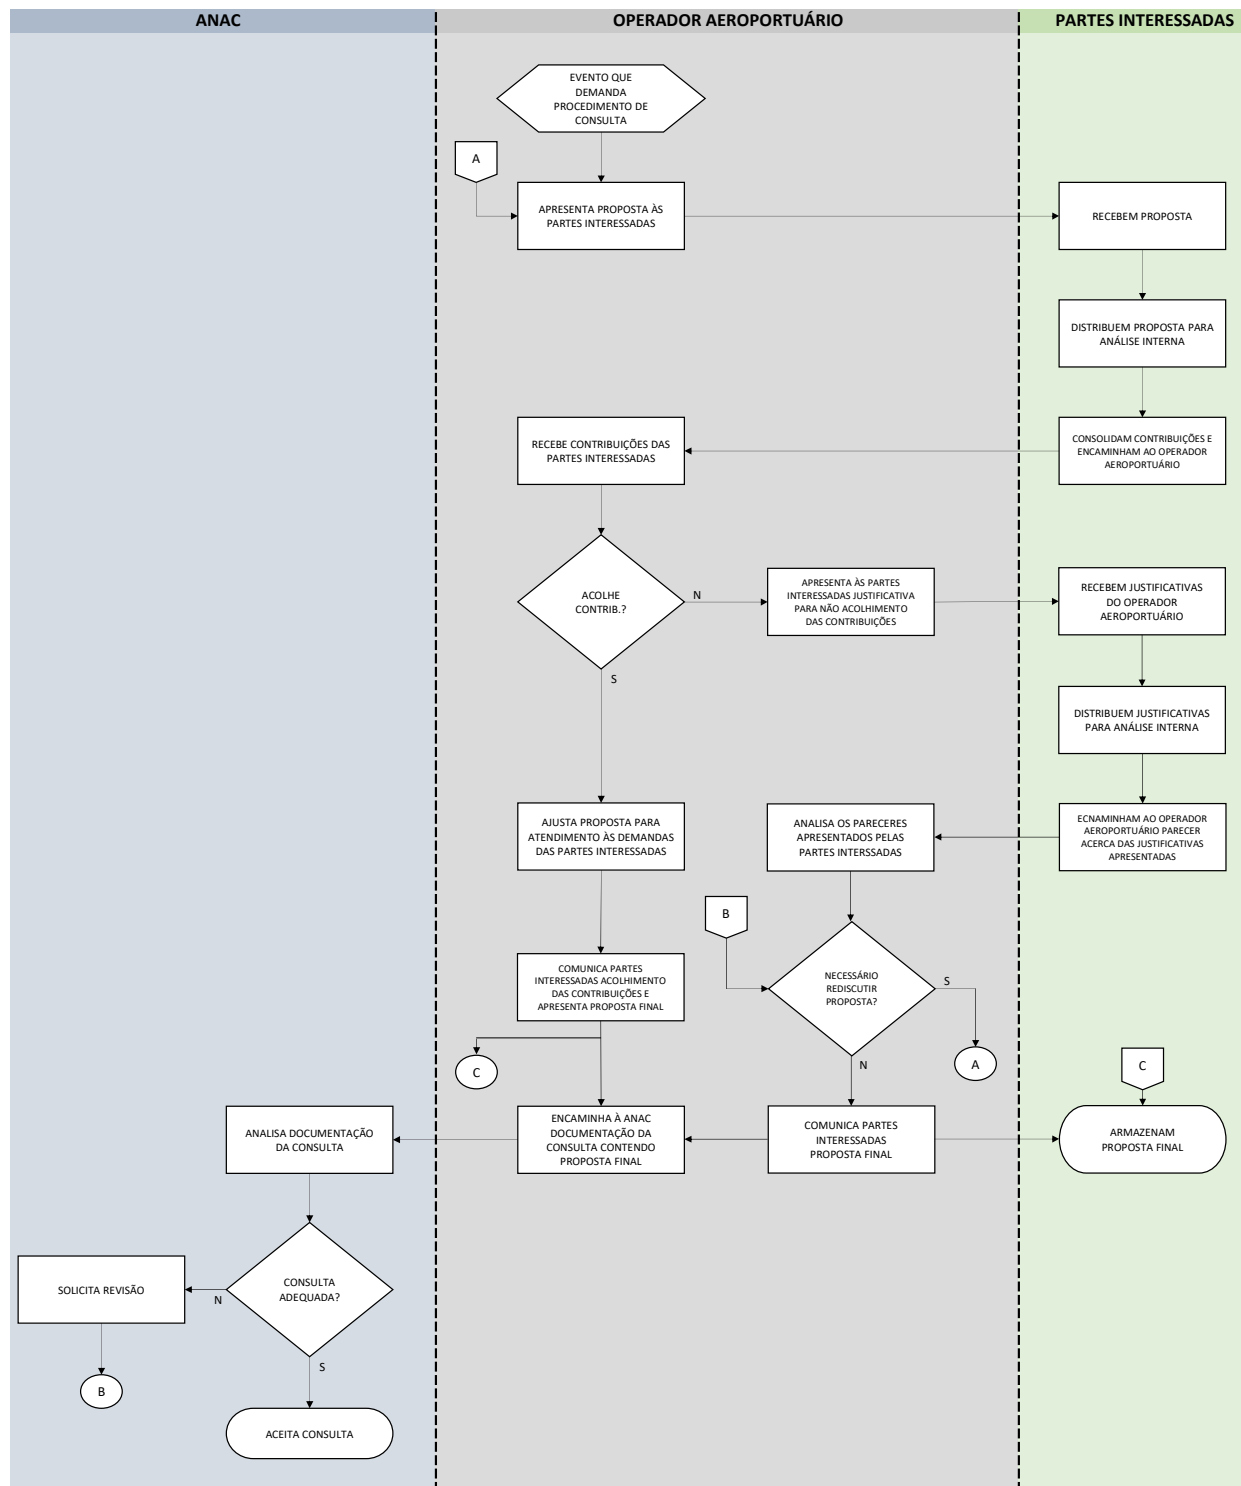 ANAC
OPERADOR AEROPORTUÁRIO
PARTES INTERESSADAS
EVENTO QUE
DEMANDA
PROCEDIMENTO DE
CONSULTA
A
APRESENTA PROPOSTA ÀS
PARTES INTERESSADAS
RECEBEM PROPOSTA
DISTRIBUEM PROPOSTA PARA
ANÁLISE INTERNA
CONSOLIDAM CONTRIBUIÇÕES E
ENCAMINHAM AO OPERADOR
AEROPORTUÁRIO
RECEBE CONTRIBUIÇÕES DAS
PARTES INTERESSADAS
ACOLHE
CONTRIB.?
N
S
APRESENTA ÀS PARTES
INTERESSADAS JUSTIFICATIVA
PARA NÃO ACOLHIMENTO
DAS CONTRIBUIÇÕES
RECEBEM JUSTIFICATIVAS
DO OPERADOR
AEROPORTUÁRIO
DISTRIBUEM JUSTIFICATIVAS
PARA ANÁLISE INTERNA
ECNAMINHAM AO OPERADOR
AEROPORTUÁRIO PARECER
ACERCA DAS JUSTIFICATIVAS
APRESENTADAS
AJUSTA PROPOSTA PARA
ATENDIMENTO ÀS DEMANDAS
DAS PARTES INTERESSADAS
ANALISA OS PARECERES
APRESENTADOS PELAS
PARTES INTERSSADAS
B
NECESSÁRIO
REDISCUTIR
PROPOSTA?
S
N
A
COMUNICA PARTES
INTERESSADAS ACOLHIMENTO
DAS CONTRIBUIÇÕES E
APRESENTA PROPOSTA FINAL
C
C
ANALISA DOCUMENTAÇÃO
DA CONSULTA
ENCAMINHA À ANAC
DOCUMENTAÇÃO DA
CONSULTA CONTENDO
PROPOSTA FINAL
COMUNICA PARTES
INTERESSADAS
PROPOSTA FINAL
ARMAZENAM
PROPOSTA FINAL
CONSULTA
ADEQUADA?
N
S
SOLICITA REVISÃO
B
ACEITA CONSULTA